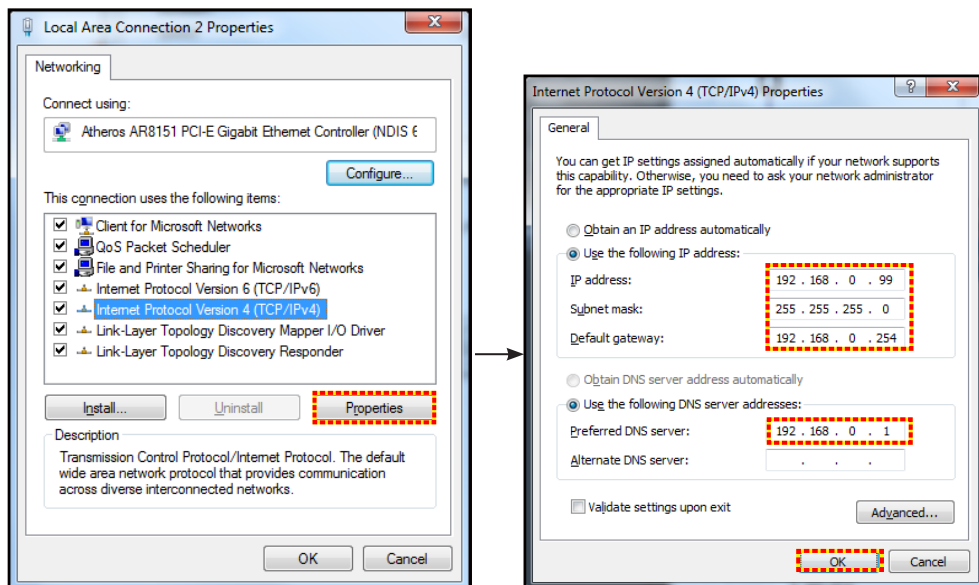 Local Area Connection 2 Properties
Networking
Connect using:
Atheros AR8151 PCI-E Gigabit Ethernet Controller (NDIS 6
Configure...
This connection uses the following items:
Client for Microsoft Networks
QoS Packet Scheduler
File and Printer Sharing for Microsoft Networks
Internet Protocol Version 6 (TCP/IPv6)
Internet Protocol Version 4 (TCP/IPv4)
Link-Layer Topology Discovery Mapper I/O Driver
Link-Layer Topology Discovery Responder
Install...
Uninstall
Properties
Description
Transmission Control Protocol/Internet Protocol. The default
wide area network protocol that provides communication
across diverse interconnected networks.
OK
Cancel
Internet Protocol Version 4 (TCP/IPv4) Properties
?
General
You can get IP settings assigned automatically if your network supports
this capability. Otherwise, you need to ask your network administrator
for the appropriate IP settings.
Obtain an IP address automatically
Use the following IP address:
IP address: 192 . 168 . 0 . 99
Subnet mask: 255 . 255 . 255 . 0
Default gateway: 192 . 168 . 0 . 254
Obtain DNS server address automatically
Use the following DNS server addresses:
Preferred DNS server: 192 . 168 . 0 . 1
Alternate DNS server: . . .
Validate settings upon exit
Advanced...
OK
Cancel